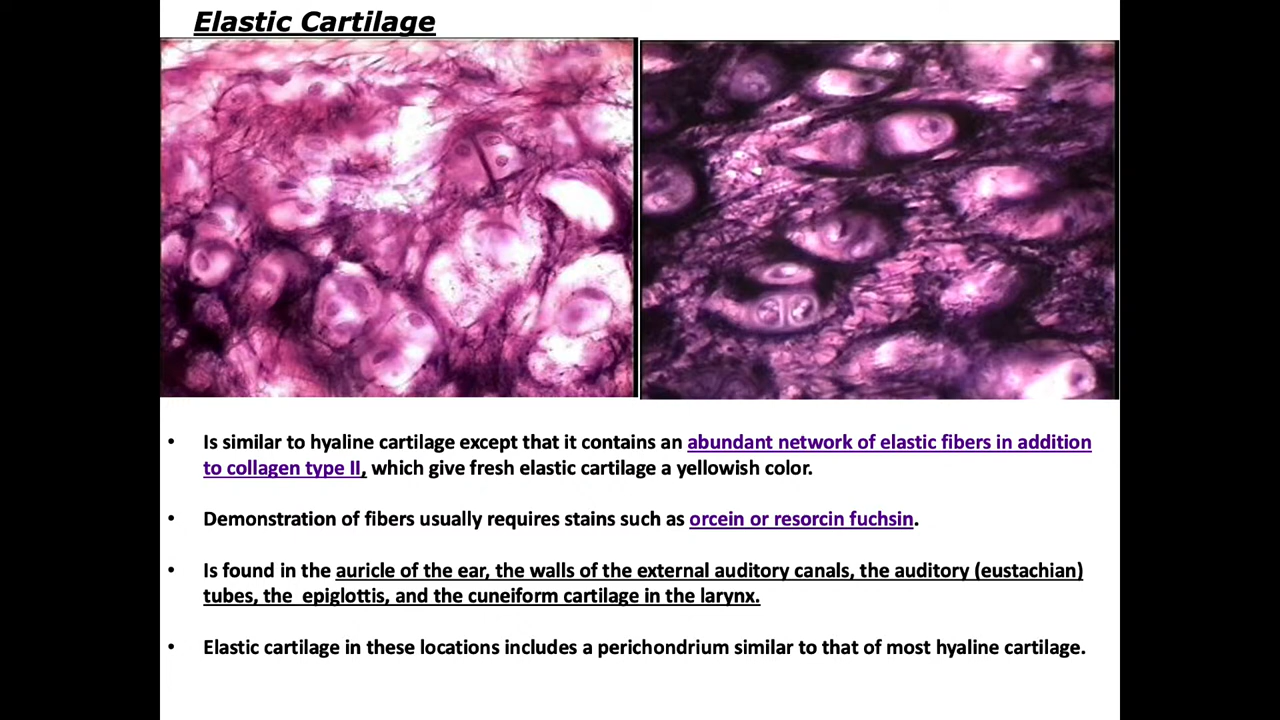 Elastic Cartilage
• Is similar to hyaline cartilage except that it contains an abundant network of elastic fibers in addition
to collagen type II, which give fresh elastic cartilage a yellowish color.
• Demonstration of fibers usually requires stains such as orcein or resorcin fuchsin.
• Is found in the auricle of the ear, the walls of the external auditory canals, the auditory (eustachian)
tubes, the epiglottis, and the cuneiform cartilage in the larynx.
• Elastic cartilage in these locations includes a perichondrium similar to that of most hyaline cartilage.